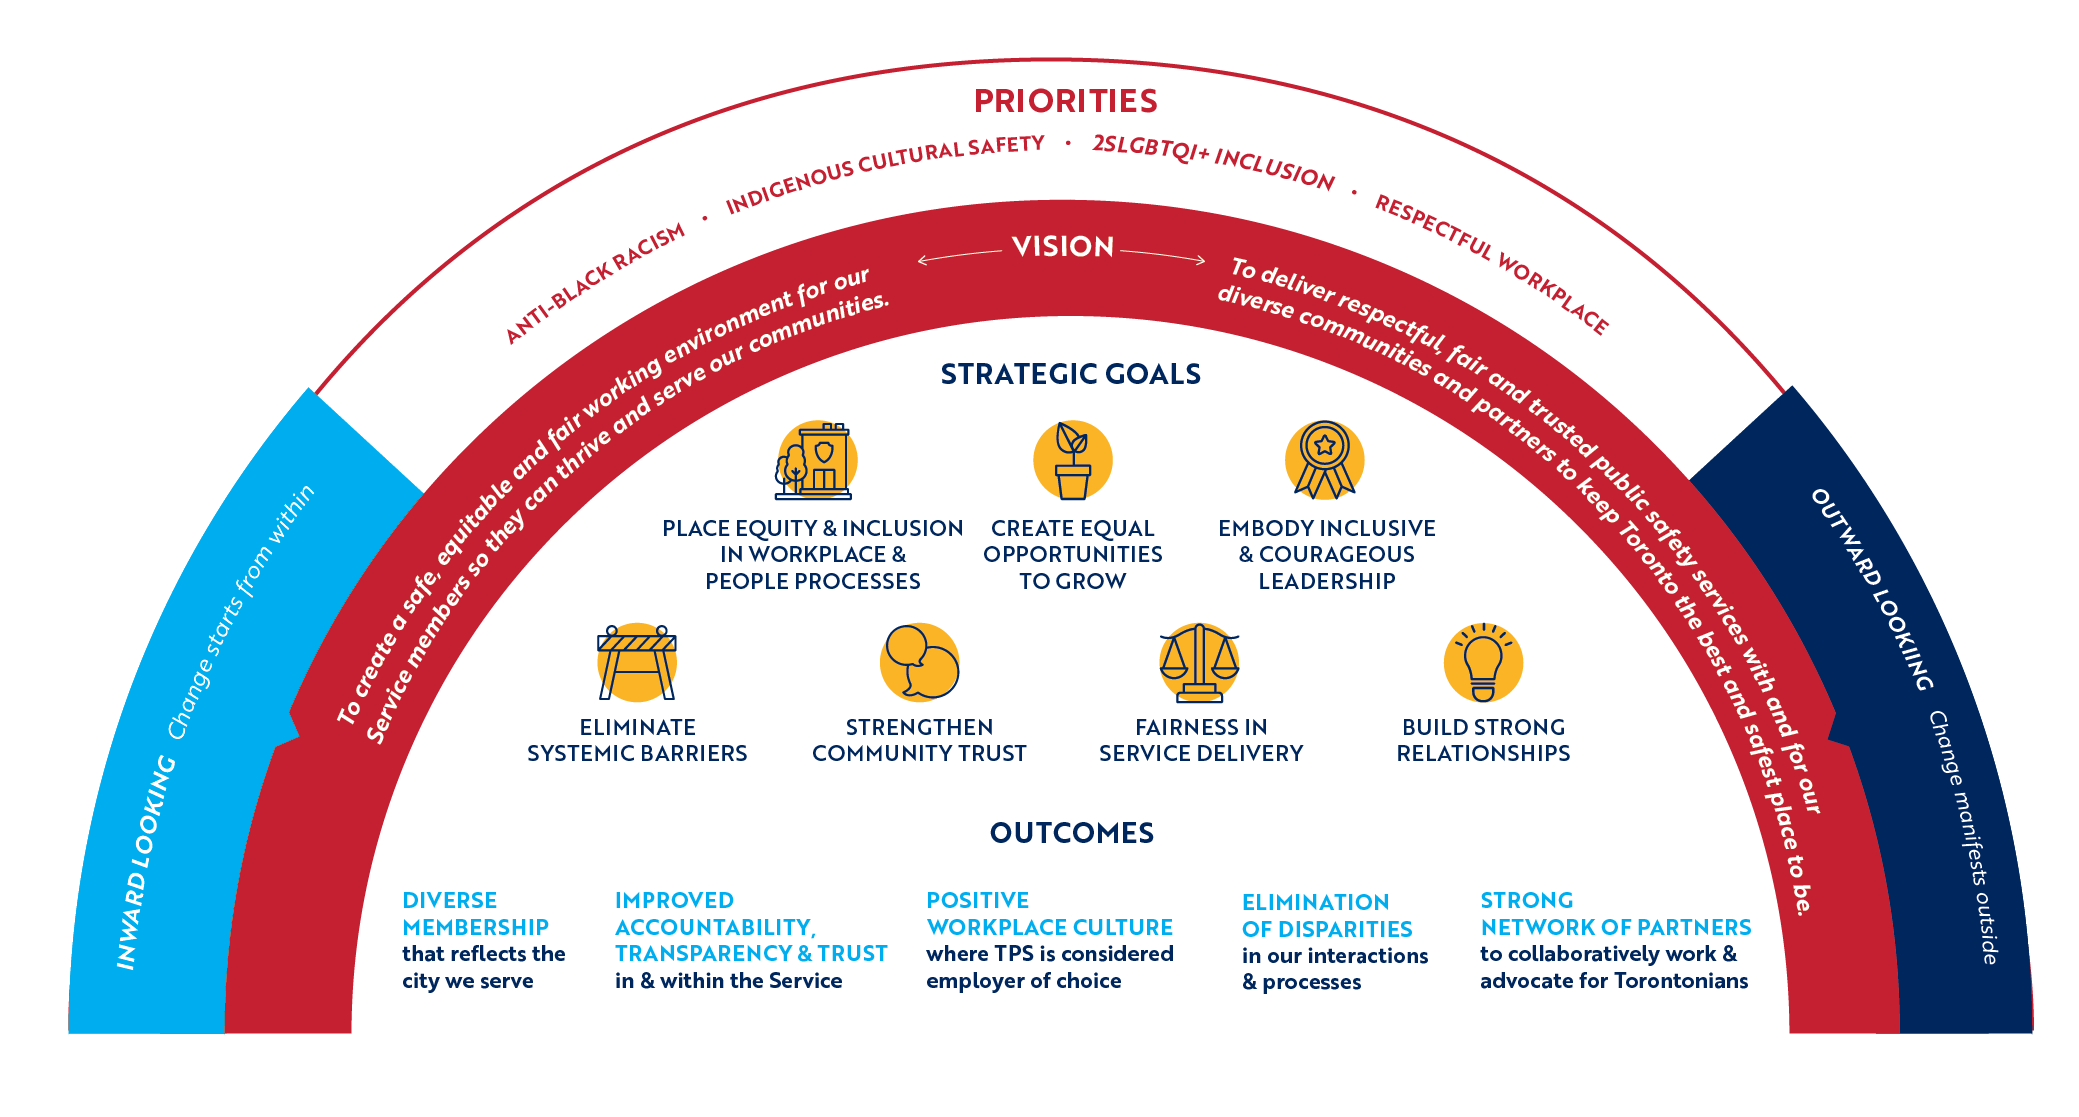 PRIORITIES
ANTI-BLACK RACISM • INDIGENOUS CULTURAL SAFETY • 2SLGBTQI+ INCLUSION • RESPECTFUL WORKPLACE
VISION
To create a safe, equitable and fair working environment for our
Service members so they can thrive and serve our communities.
To deliver respectful, fair and trusted public safety services with and for our
diverse communities and partners to keep Toronto the best and safest place to be.
INWARD LOOKING Change starts from within
OUTWARD LOOKIING Change manifests outside
STRATEGIC GOALS
PLACE EQUITY & INCLUSION
IN WORKPLACE &
PEOPLE PROCESSES
CREATE EQUAL
OPPORTUNITIES
TO GROW
EMBODY INCLUSIVE
& COURAGEOUS
LEADERSHIP
ELIMINATE
SYSTEMIC BARRIERS
STRENGTHEN
COMMUNITY TRUST
FAIRNESS IN
SERVICE DELIVERY
BUILD STRONG
RELATIONSHIPS
OUTCOMES
DIVERSE
MEMBERSHIP
that reflects the
city we serve
IMPROVED
ACCOUNTABILITY,
TRANSPARENCY & TRUST
in & within the Service
POSITIVE
WORKPLACE CULTURE
where TPS is considered
employer of choice
ELIMINATION
OF DISPARITIES
in our interactions
& processes
STRONG
NETWORK OF PARTNERS
to collaboratively work &
advocate for Torontonians